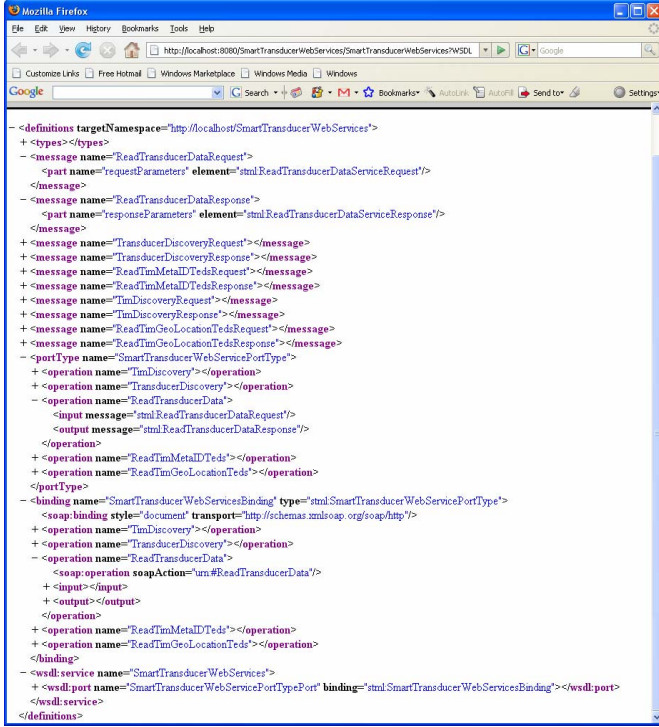 Mozilla Firefox
File Edit View History Bookmarks Tools Help
http://localhost:8080/SmartTransducerWebServices/SmartTransducerWebServices?WSDL G Google
Customize Links Free Hotmail Windows Marketplace Windows Media Windows
Google G Search Bookmarks AutoLink AutoFill Send to Settings
- <definitions targetNamespace="http://localhost/SmartTransducerWebServices">
+ <types></types>
- <message name="ReadTransducerDataRequest">
<part name="requestParameters" element="stml:ReadTransducerDataServiceRequest"/>
</message>
- <message name="ReadTransducerDataResponse">
<part name="responseParameters" element="stml:ReadTransducerDataServiceResponse"/>
</message>
+ <message name="TransducerDiscoveryRequest"></message>
+ <message name="TransducerDiscoveryResponse"></message>
+ <message name="ReadTimMetaIDTedsRequest"></message>
+ <message name="ReadTimMetaIDTedsResponse"></message>
+ <message name="TimDiscoveryRequest"></message>
+ <message name="TimDiscoveryResponse"></message>
+ <message name="ReadTimGeoLocationTedsRequest"></message>
+ <message name="ReadTimGeoLocationTedsResponse"></message>
- <portType name="SmartTransducerWebServicePortType">
+ <operation name="TimDiscovery"></operation>
+ <operation name="TransducerDiscovery"></operation>
- <operation name="ReadTransducerData">
<input message="stml:ReadTransducerDataRequest"/>
<output message="stml:ReadTransducerDataResponse"/>
</operation>
+ <operation name="ReadTimMetaIDTeds"></operation>
+ <operation name="ReadTimGeoLocationTeds"></operation>
</portType>
- <binding name="SmartTransducerWebServicesBinding" type="stml:SmartTransducerWebServicePortType">
<soap:binding style="document" transport="http://schemas.xmlsoap.org/soap/http"/>
+ <operation name="TimDiscovery"></operation>
+ <operation name="TransducerDiscovery"></operation>
- <operation name="ReadTransducerData">
<soap:operation soapAction="urn:#ReadTransducerData"/>
+ <input></input>
+ <output></output>
</operation>
+ <operation name="ReadTimMetaIDTeds"></operation>
+ <operation name="ReadTimGeoLocationTeds"></operation>
</binding>
- <wsdl:service name="SmartTransducerWebServices">
+ <wsdl:port name="SmartTransducerWebServicePortTypePort" binding="stml:SmartTransducerWebServicesBinding"></wsdl:port>
</wsdl:service>
</definitions>